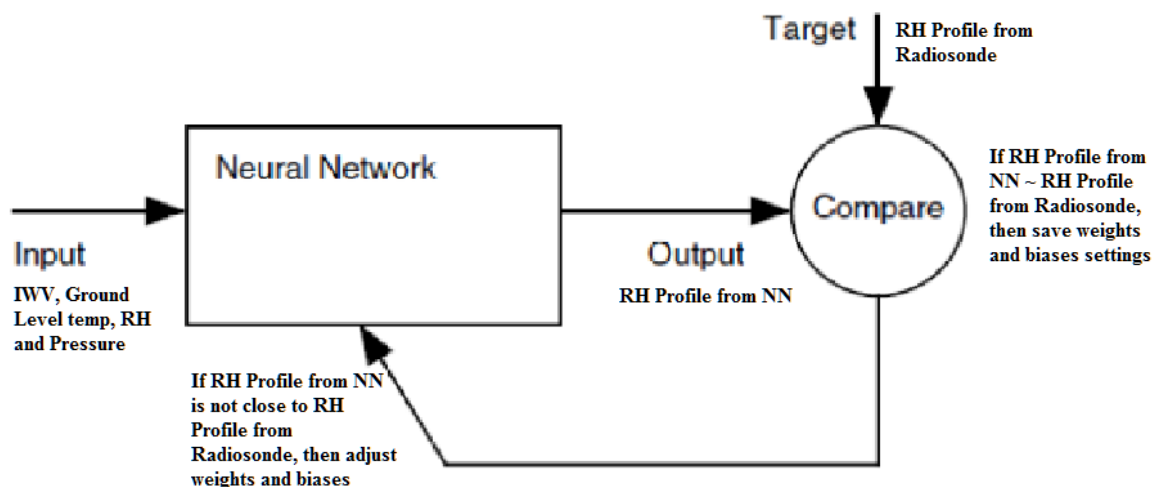 Target
RH Profile from
Radiosonde
Neural Network
Compare
If RH Profile from
NN ~ RH Profile
from Radiosonde,
then save weights
and biases settings
Input
IWV, Ground
Level temp, RH
and Pressure
Output
RH Profile from NN
If RH Profile from NN
is not close to RH
Profile from
Radiosonde, then adjust
weights and biases